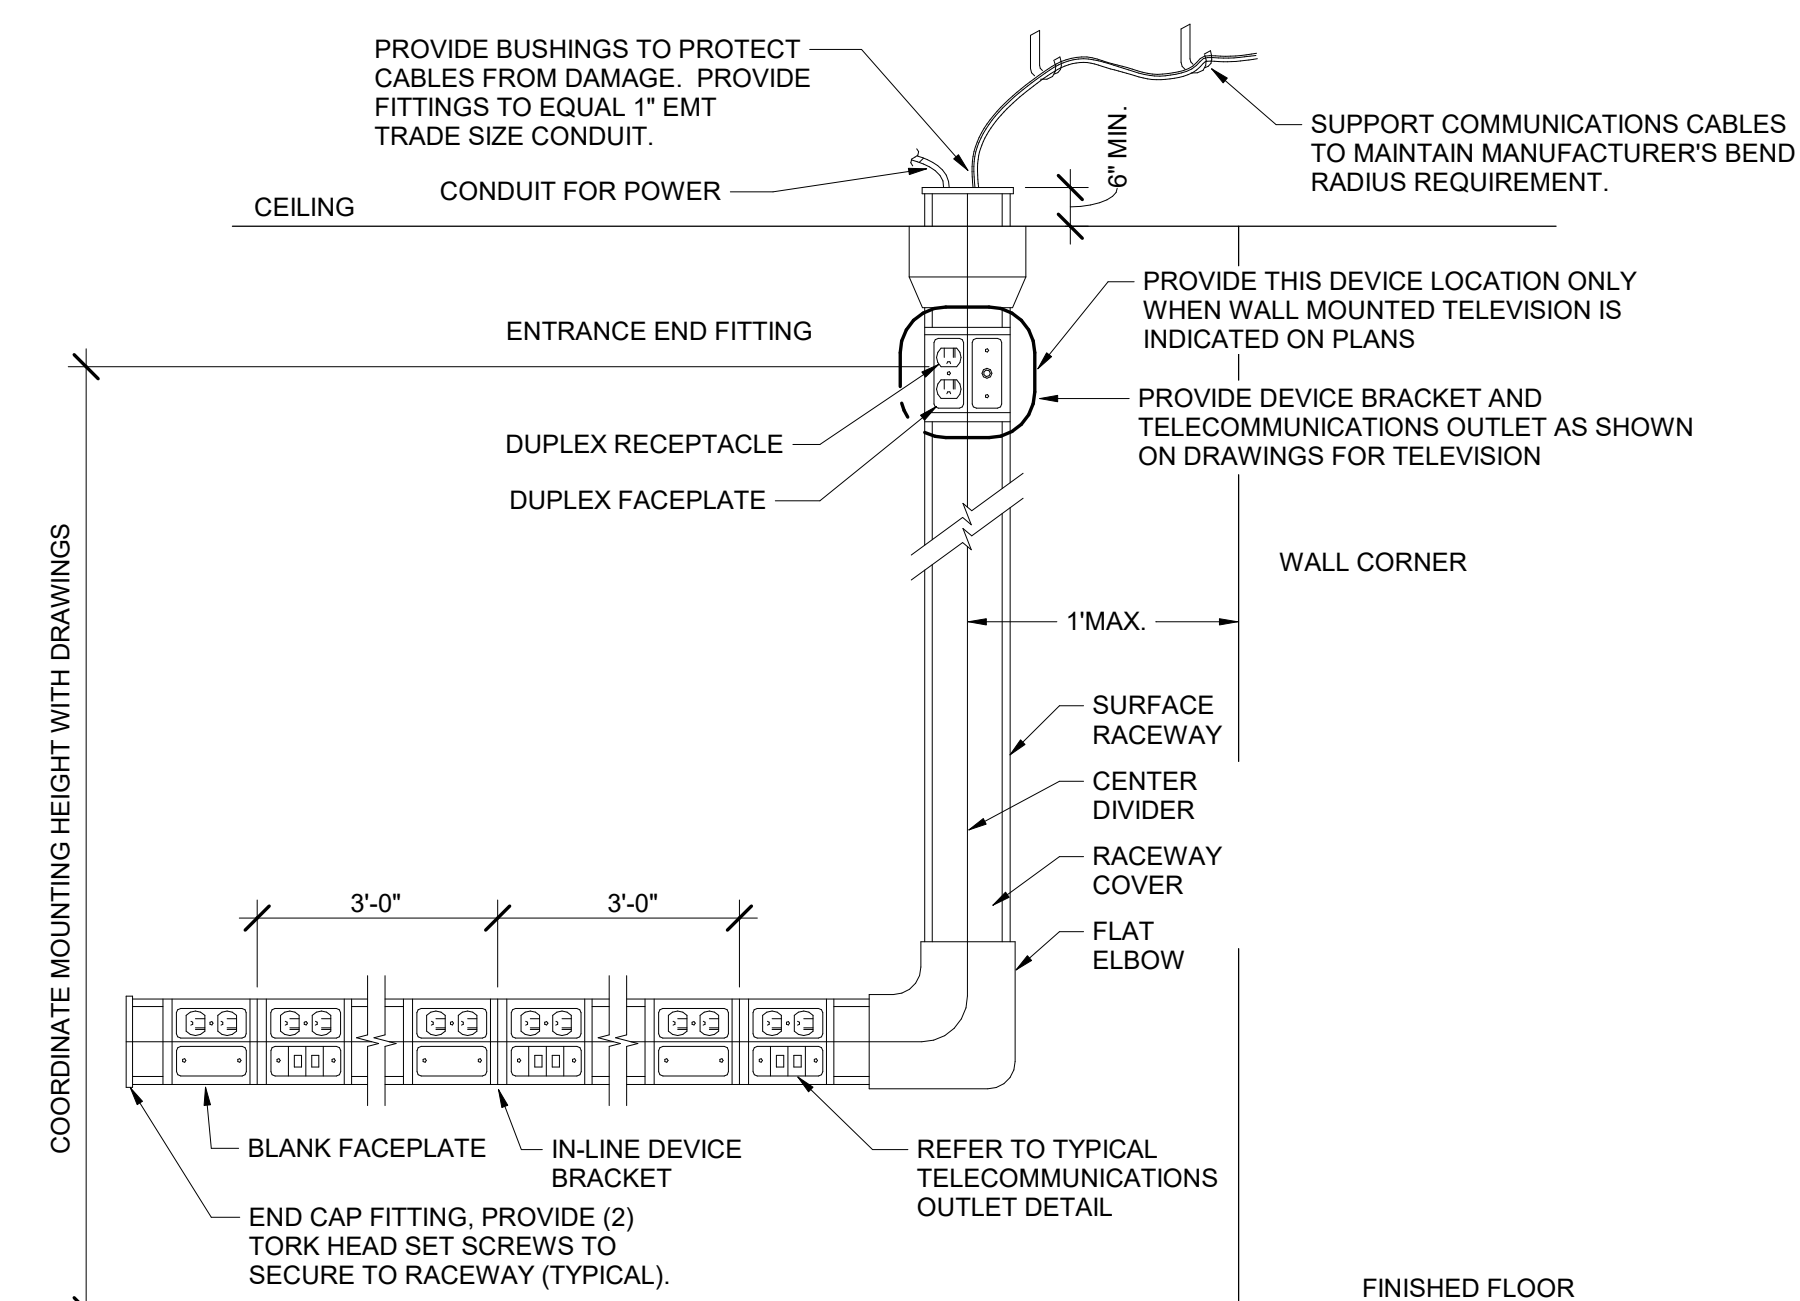 PROVIDE BUSHINGS TO PROTECT
CABLES FROM DAMAGE.  PROVIDE
FITTINGS TO EQUAL 1" EMT
TRADE SIZE CONDUIT.
6" MIN.
SUPPORT COMMUNICATIONS CABLES
TO MAINTAIN MANUFACTURER'S BEND
RADIUS REQUIREMENT.
CONDUIT FOR POWER
CEILING
PROVIDE THIS DEVICE LOCATION ONLY
WHEN WALL MOUNTED TELEVISION IS
INDICATED ON PLANS
ENTRANCE END FITTING
PROVIDE DEVICE BRACKET AND
TELECOMMUNICATIONS OUTLET AS SHOWN
ON DRAWINGS FOR TELEVISION
DUPLEX RECEPTACLE
DUPLEX FACEPLATE
COORDINATE MOUNTING HEIGHT WITH DRAWINGS
WALL CORNER
1'MAX.
SURFACE
RACEWAY
CENTER
DIVIDER
RACEWAY
COVER
FLAT
ELBOW
3'-0"
3'-0"
BLANK FACEPLATE
IN-LINE DEVICE
BRACKET
REFER TO TYPICAL
TELECOMMUNICATIONS
OUTLET DETAIL
END CAP FITTING, PROVIDE (2)
TORK HEAD SET SCREWS TO
SECURE TO RACEWAY (TYPICAL).
FINISHED FLOOR